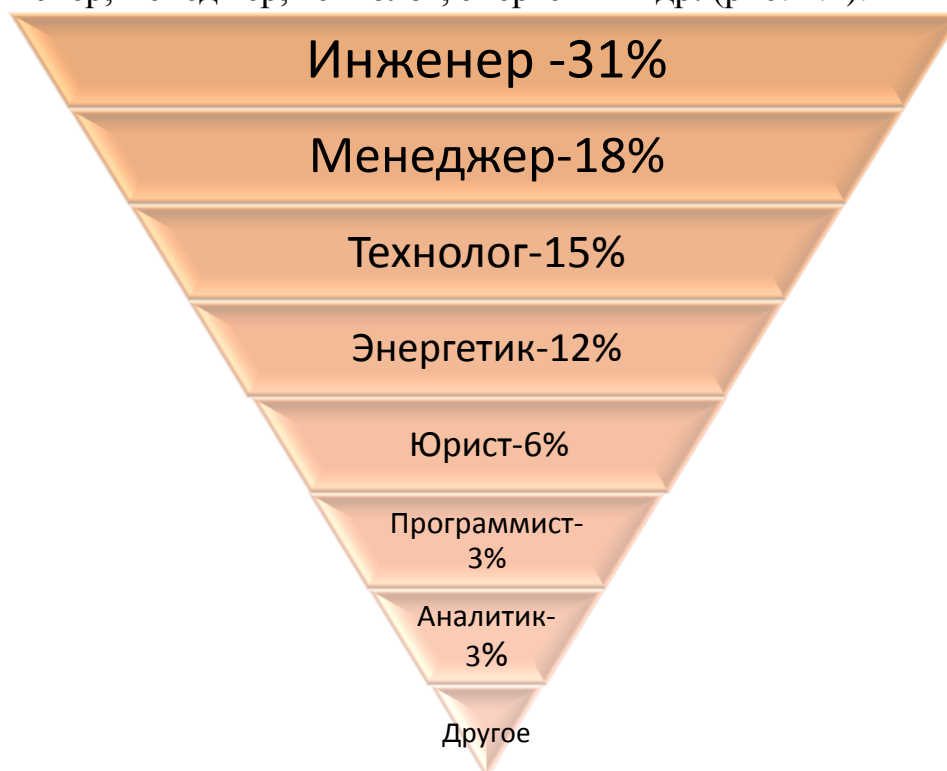 Инженер -31%
Менеджер-18%
Технолог-15%
Энергетик-12%
Юрист-6%
Программист-
3%
Аналитик-
3%
Другое